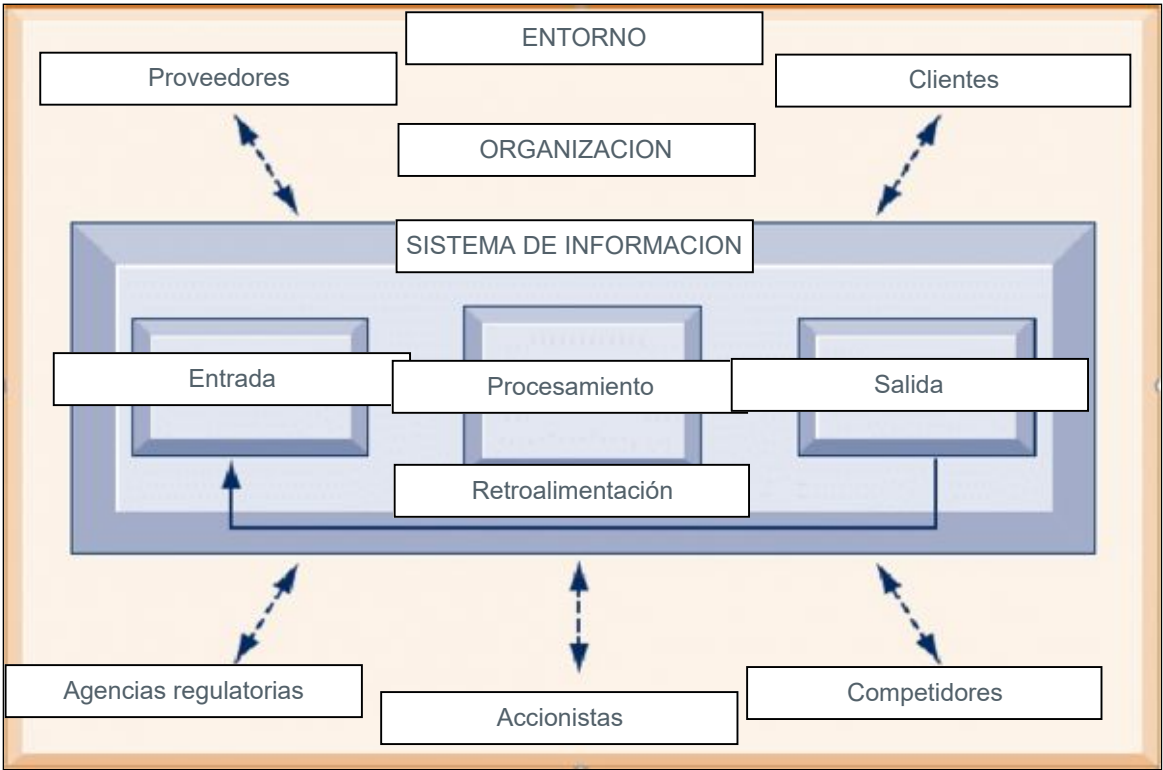 ENTORNO
Proveedores
Clientes
ORGANIZACION
SISTEMA DE INFORMACION
Entrada
Procesamiento
Salida
Retroalimentación
Agencias regulatorias
Accionistas
Competidores